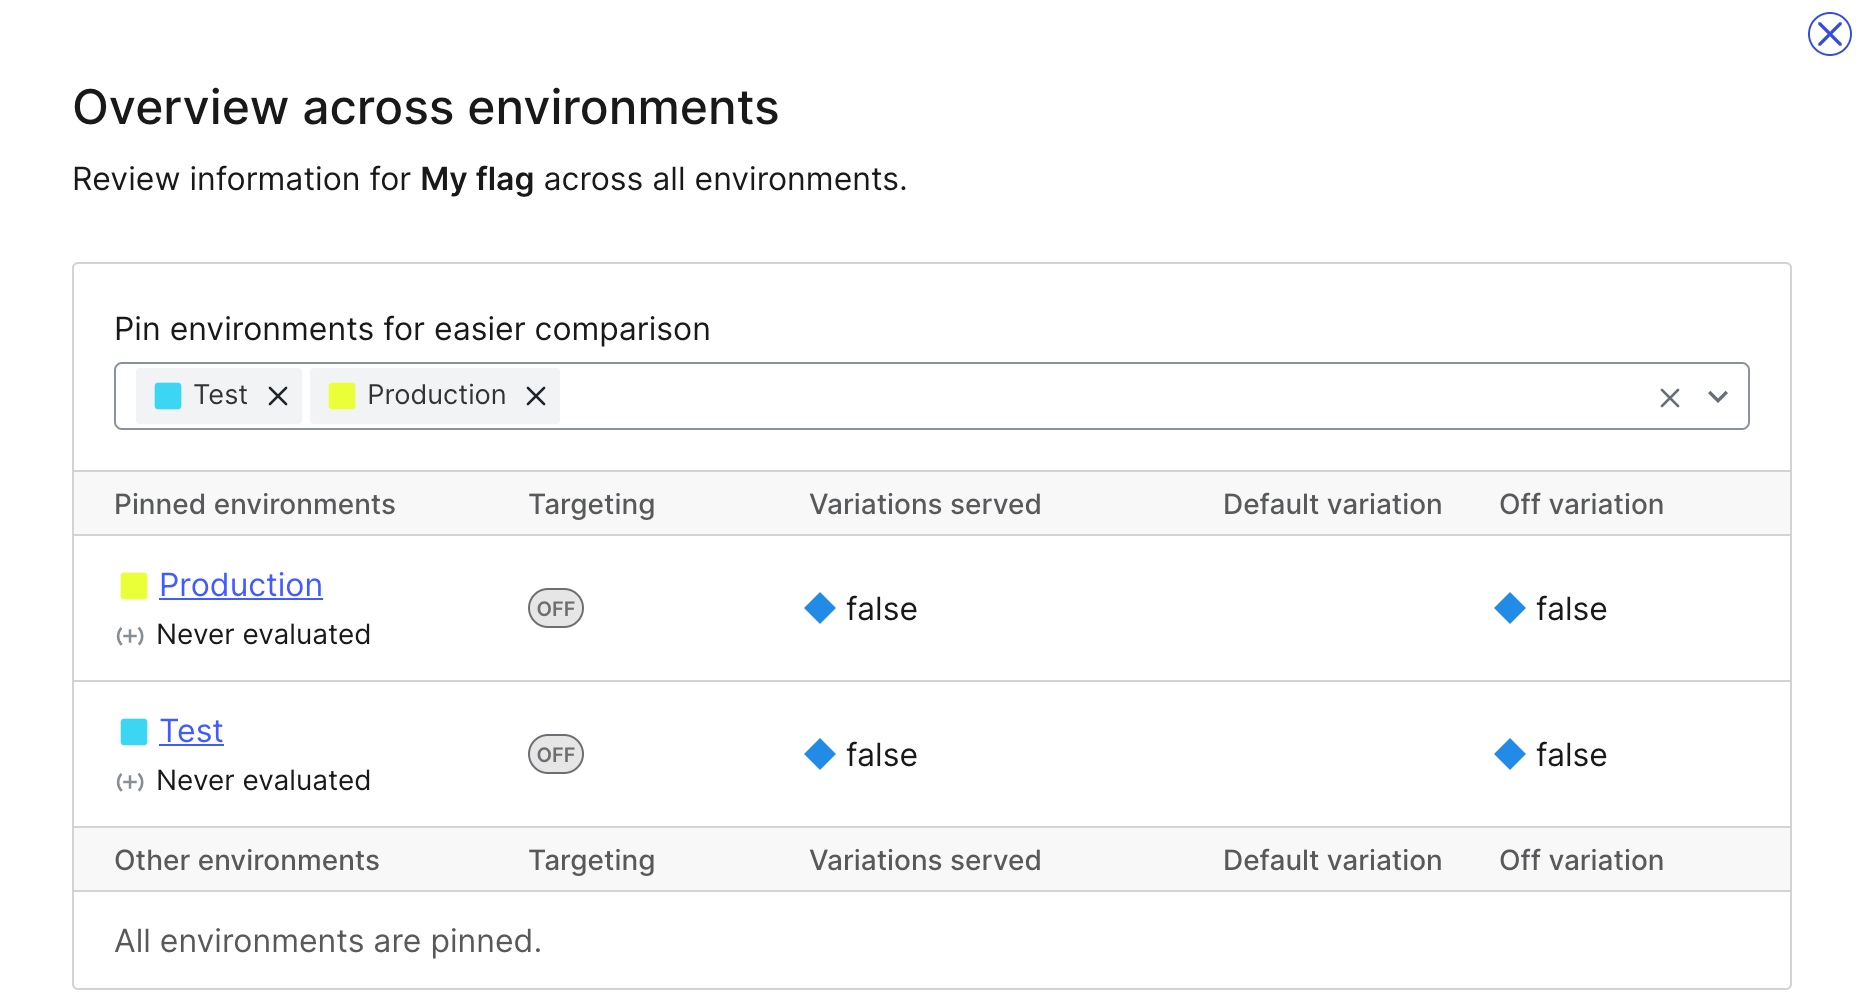 Overview across environments
Review information for My flag across all environments.
Pin environments for easier comparison
Test Production
Pinned environments Targeting Variations served Default variation Off variation
Production
Never evaluated
OFF false false
Test
Never evaluated
OFF false false
Other environments Targeting Variations served Default variation Off variation
All environments are pinned.